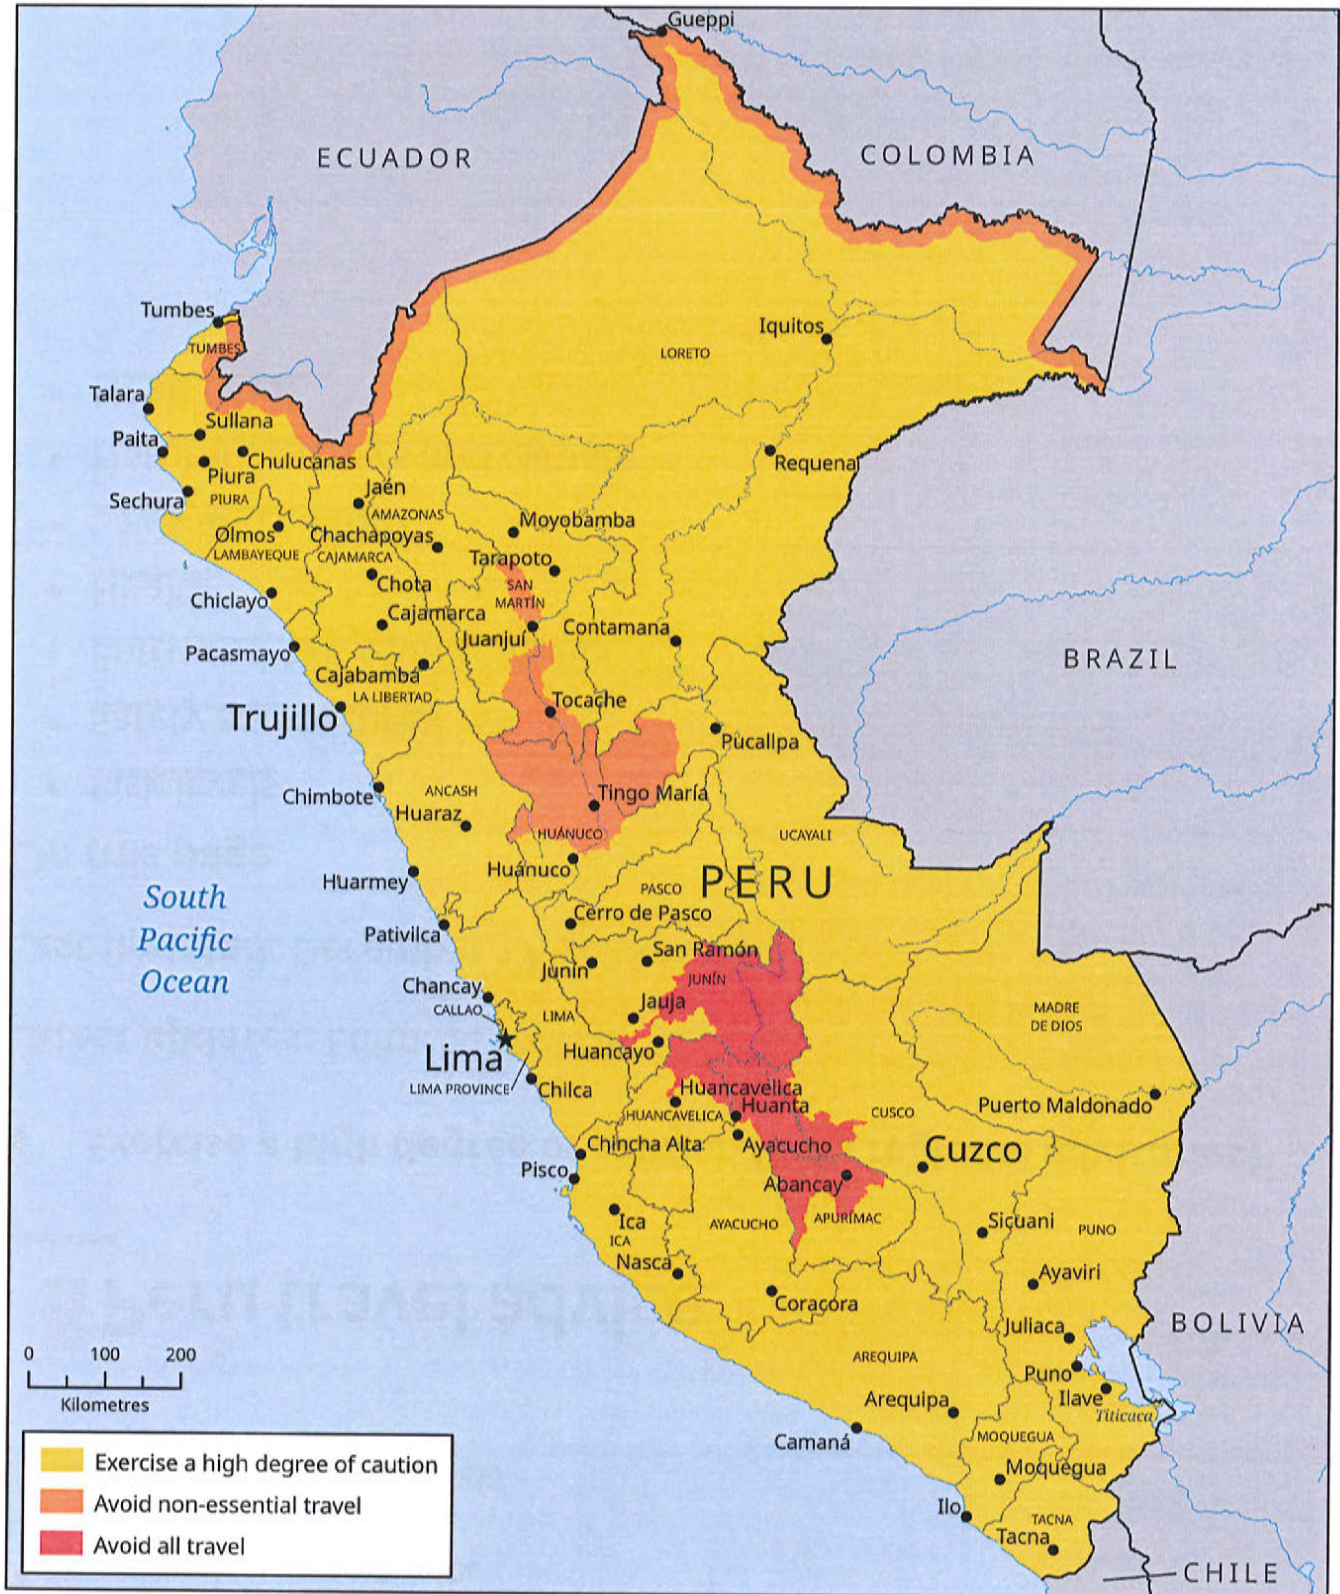 Gueppi
ECUADOR
COLOMBIA
Tumbes
TUMBES
Iquitos
LORETO
Talara
Sullana
Paita
Chulucanas
Piura
Requena
Sechura
PIURA
Jaén
AMAZONAS
Moyobamba
Olmos
Chachapoyas
LAMBAYEQUE
CAJAMARCA
Tarapoto
Chota
SAN
MARTÍN
Chiclayo
Cajamarca
Juanjuí
Contamana
Pacasmayo
BRAZIL
Cajabamba
LA LIBERTAD
Tocache
Trujillo
Pucallpa
Chimbote
ANCASH
Tingo María
Huaraz
HUÁNUCO
UCAYALI
Huánuco
PERU
Huarmey
PASCO
South
Pacific
Ocean
Cerro de Pasco
Pativilca
San Ramón
Junín
JUNÍN
Chancay
CALLAO
LIMA
Jauja
MADRE
DE DIOS
Lima
Huancayo
LIMA PROVINCE
Chilca
Huancavelica
Huanta
HUANCAVELICA
CUSCO
Puerto Maldonado
Chincha Alta
Ayacucho
Cuzco
Pisco
Abancay
Ica
ICA
AYACUCHO
APURÍMAC
Sicuani
PUNO
Nasca
Ayaviri
Coracora
Juliaca
BOLIVIA
0 100 200
Kilometres
AREQUIPA
Puno
Arequipa
Ilave
Titicaca
Camaná
MOQUEGUA
Moquegua
Ilo
TACNA
Tacna
CHILE
Exercise a high degree of caution
Avoid non-essential travel
Avoid all travel